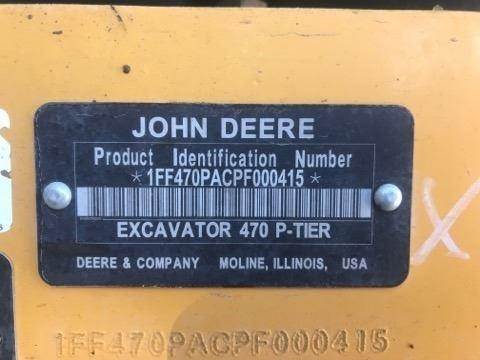 JOHN DEERE
Product Identification Number
*1FF470PACPF000415*
EXCAVATOR 470 P-TIER
DEERE & COMPANY MOLINE, ILLINOIS, USA
1FF470PACPF000415
X